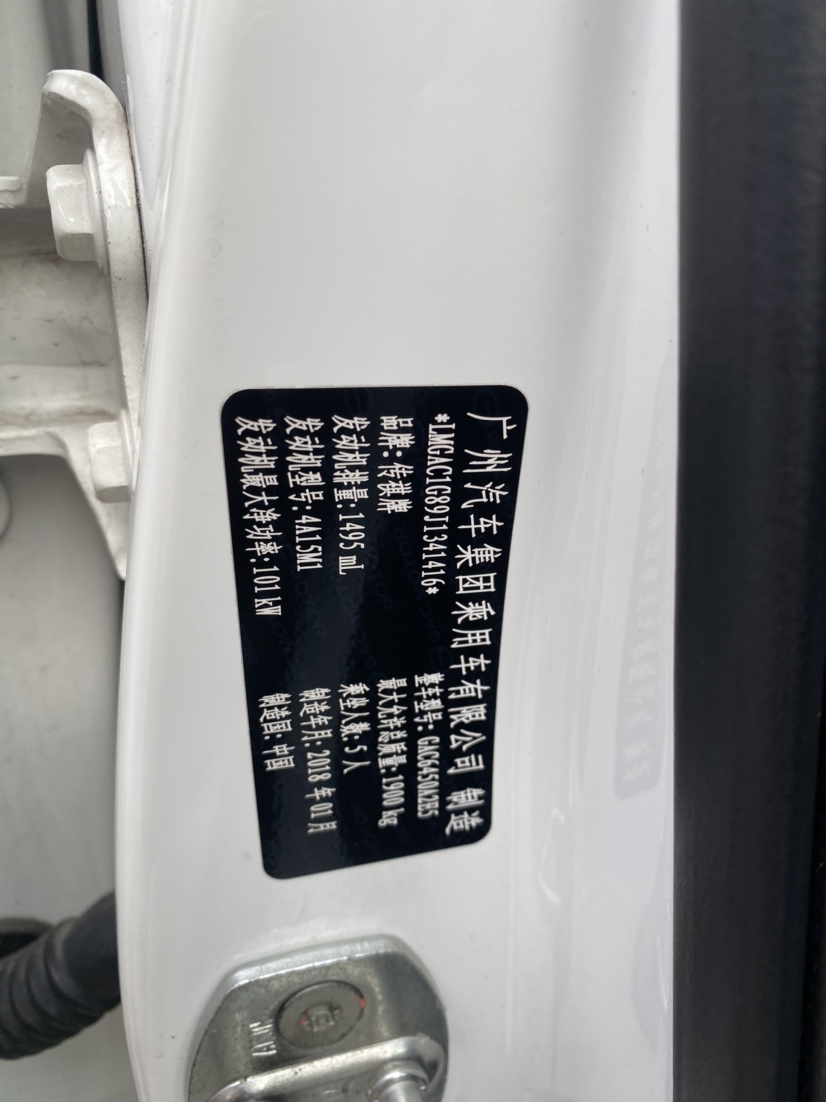 广州汽车集团乘用车有限公司 制造
*LMGAC1G89J1341416*
品牌:传祺牌 整车型号:GAC6450A2E5
发动机排量:1495 mL 最大允许总质量:1900 kg
发动机型号:4A15M1 乘坐人数:5人
发动机最大净功率:101kW 制造年月:2018 年 01 月
制造国:中国